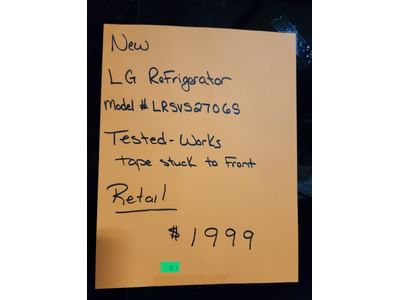 New
LG Refrigerator
Model # LRSVS2706S
Tested-Works
tape stuck to Front
Retail
$1999